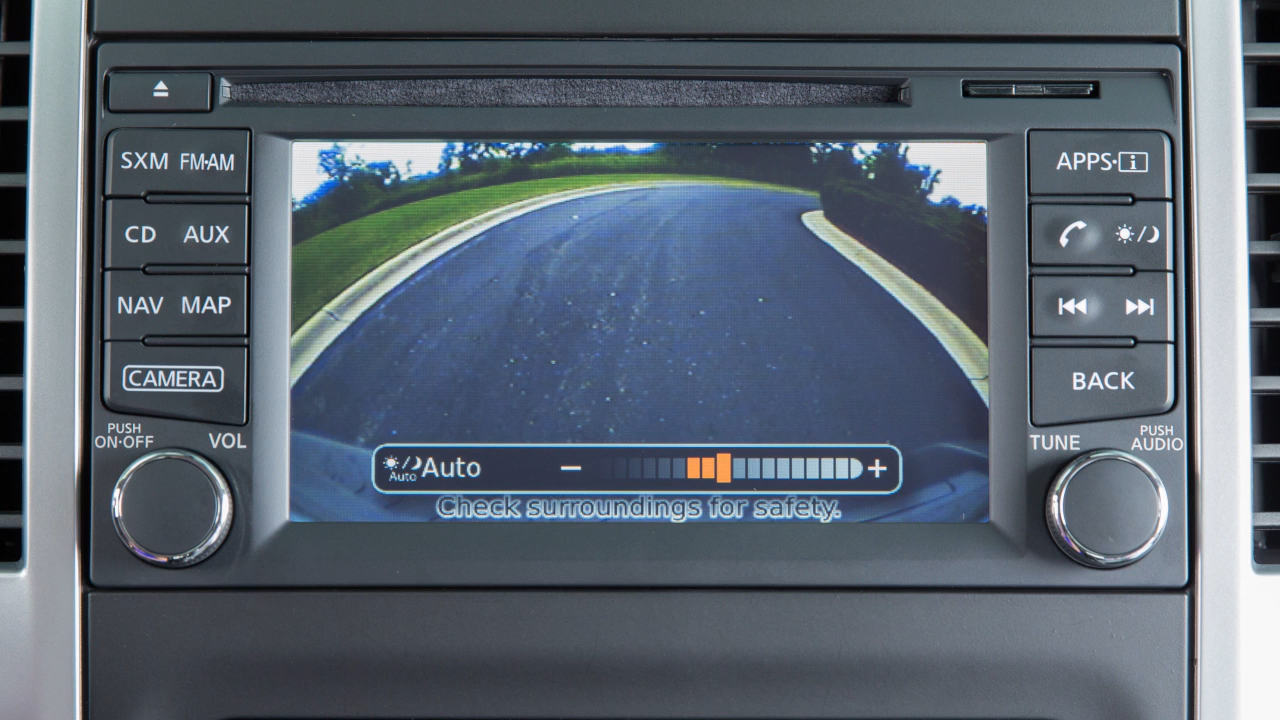 SXM FM·AM
CD AUX
NAV MAP
CAMERA
PUSH
ON·OFF
VOL
Auto
Auto
− +
Check surroundings for safety.
APPS·i
BACK
TUNE
PUSH
AUDIO